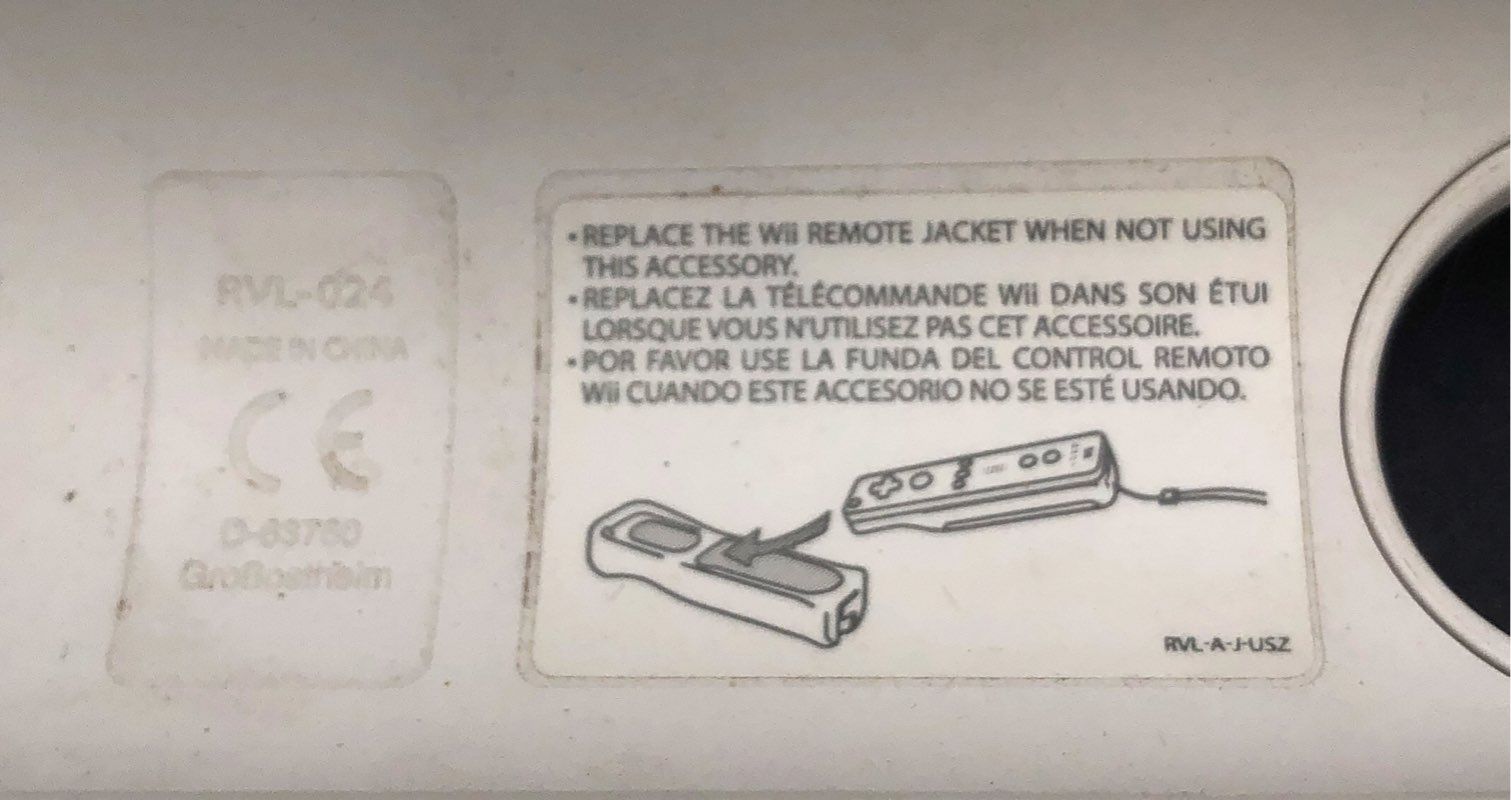 RVL-024
MADE IN CHINA
CE
D-63760
Großostheim
• REPLACE THE Wii REMOTE JACKET WHEN NOT USING
THIS ACCESSORY.
• REPLACEZ LA TÉLÉCOMMANDE Wii DANS SON ÉTUI
LORSQUE VOUS N'UTILISEZ PAS CET ACCESSOIRE.
• POR FAVOR USE LA FUNDA DEL CONTROL REMOTO
Wii CUANDO ESTE ACCESORIO NO SE ESTÉ USANDO.
RVL-A-J-USZ